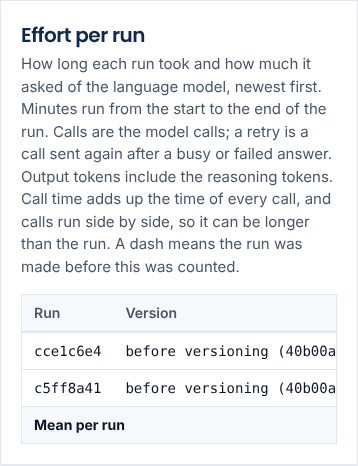 Effort per run
How long each run took and how much it
asked of the language model, newest first.
Minutes run from the start to the end of the
run. Calls are the model calls; a retry is a
call sent again after a busy or failed answer.
Output tokens include the reasoning tokens.
Call time adds up the time of every call, and
calls run side by side, so it can be longer
than the run. A dash means the run was
made before this was counted.
Run Version
cce1c6e4 before versioning (40b00a
c5ff8a41 before versioning (40b00a
Mean per run